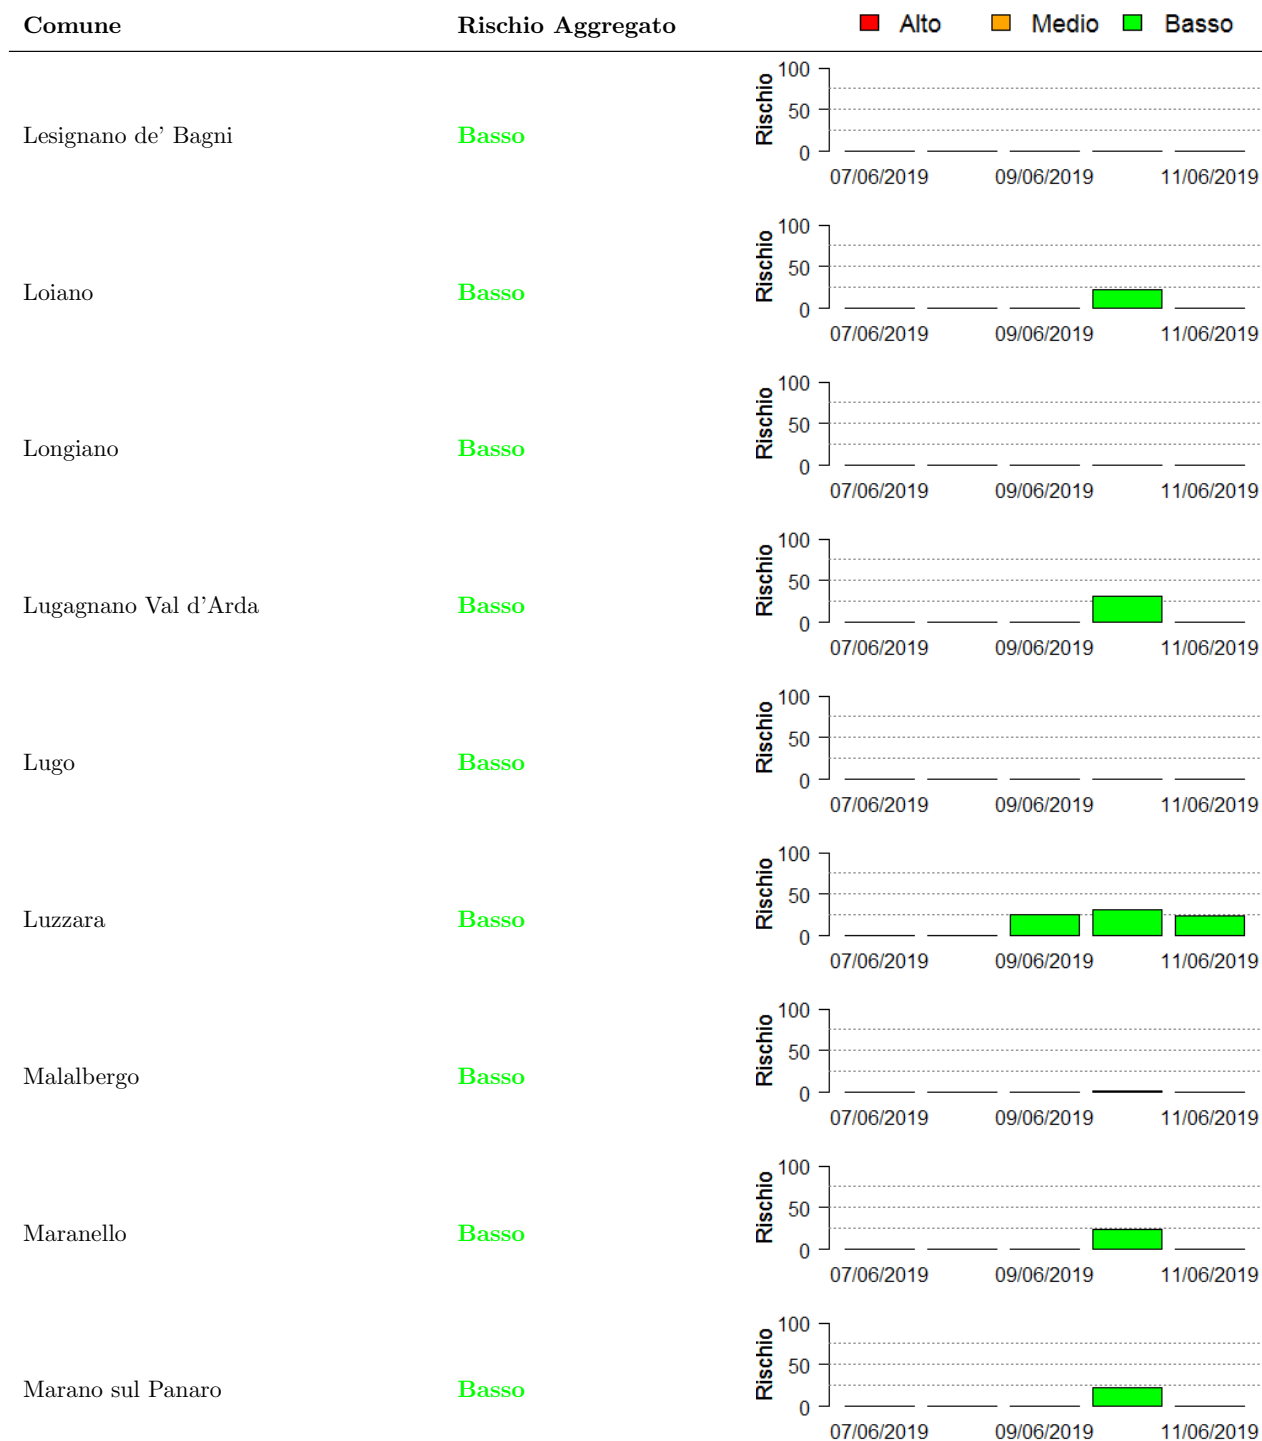 Comune Rischio Aggregato Alto Medio Basso
Lesignano de' Bagni Basso Rischio 100 50 0
07/06/2019 09/06/2019 11/06/2019
Loiano Basso Rischio 100 50 0
07/06/2019 09/06/2019 11/06/2019
Longiano Basso Rischio 100 50 0
07/06/2019 09/06/2019 11/06/2019
Lugagnano Val d'Arda Basso Rischio 100 50 0
07/06/2019 09/06/2019 11/06/2019
Lugo Basso Rischio 100 50 0
07/06/2019 09/06/2019 11/06/2019
Luzzara Basso Rischio 100 50 0
07/06/2019 09/06/2019 11/06/2019
Malalbergo Basso Rischio 100 50 0
07/06/2019 09/06/2019 11/06/2019
Maranello Basso Rischio 100 50 0
07/06/2019 09/06/2019 11/06/2019
Marano sul Panaro Basso Rischio 100 50 0
07/06/2019 09/06/2019 11/06/2019